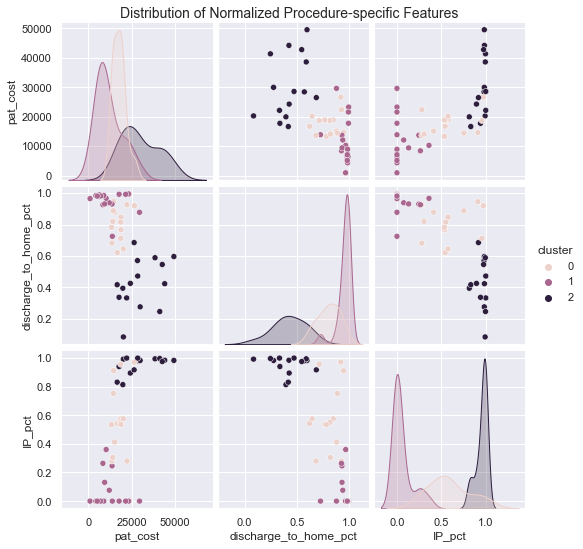 Distribution of Normalized Procedure-specific Features
50000
40000
30000
20000
10000
0
pat_cost
1.0
0.8
0.6
0.4
0.2
discharge_to_home_pct
cluster
0
1
2
1.0
0.8
0.6
0.4
0.2
0.0
IP_pct
0 25000 50000
0.0 0.5 1.0
0.0 0.5 1.0
pat_cost
discharge_to_home_pct
IP_pct